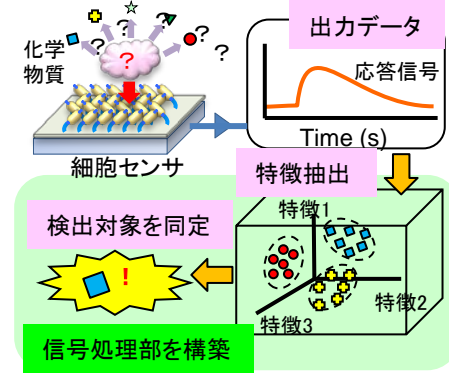 化学
物質
?
?
?
?
?
?
細胞センサ
出力データ
応答信号
Time (s)
特徴抽出
特徴1
特徴2
特徴3
検出対象を同定
!
信号処理部を構築